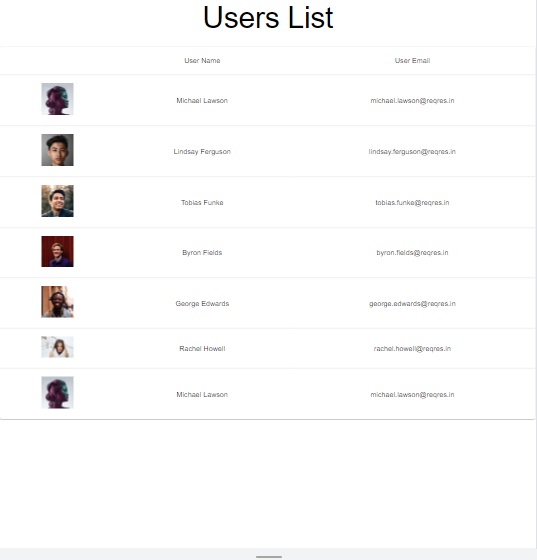 Users List
User Name User Email
Michael Lawson michael.lawson@reqres.in
Lindsay Ferguson lindsay.ferguson@reqres.in
Tobias Funke tobias.funke@reqres.in
Byron Fields byron.fields@reqres.in
George Edwards george.edwards@reqres.in
Rachel Howell rachel.howell@reqres.in
Michael Lawson michael.lawson@reqres.in